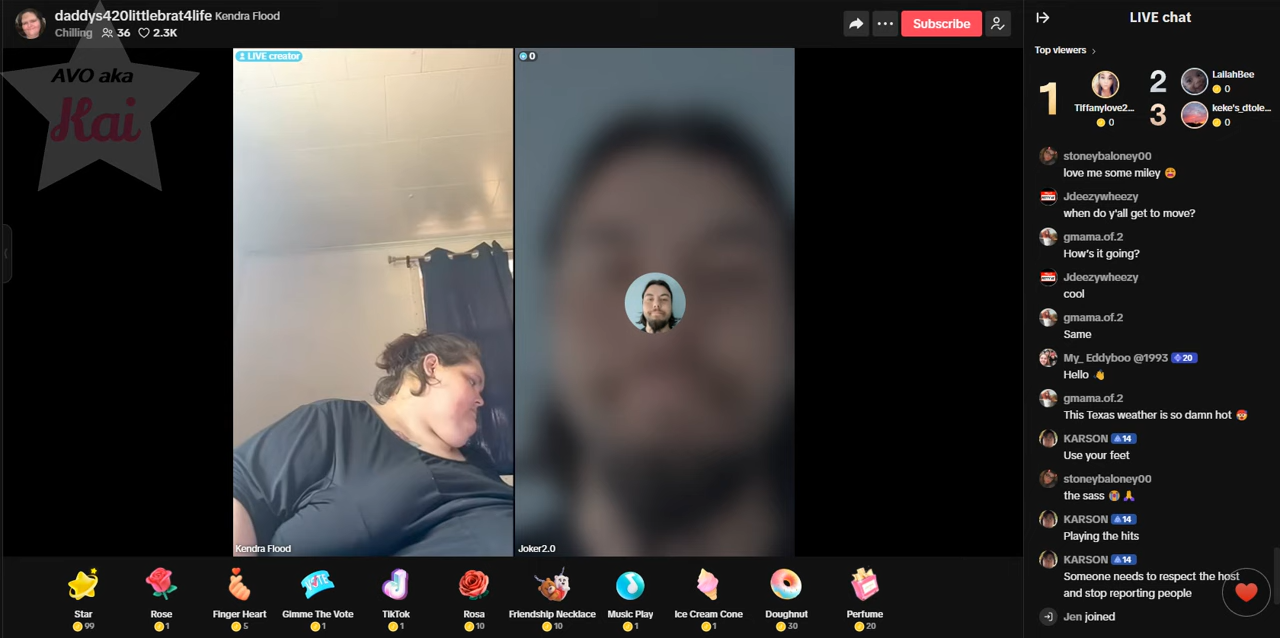 daddys420littlebrat4life Kendra Flood
Chilling 36 2.3K
Subscribe
AVO aka
Kai
LIVE creator
0
Kendra Flood
Joker2.0
Star
99
Rose
1
Finger Heart
5
Gimme The Vote
1
TikTok
1
Rosa
10
Friendship Necklace
10
Music Play
1
Ice Cream Cone
1
Doughnut
30
Perfume
20
LIVE chat
Top viewers
1
Tiffanylove2...
0
2
LailahBee
0
3
keke's_dtole...
0
stoneybaloney00
love me some miley 🤩
Jdeezywheezy
when do y'all get to move?
gmama.of.2
How's it going?
Jdeezywheezy
cool
gmama.of.2
Same
My_ Eddyboo @1993 20
Hello 👋
gmama.of.2
This Texas weather is so damn hot 🥵
KARSON 14
Use your feet
stoneybaloney00
the sass
KARSON 14
Playing the hits
KARSON 14
Someone needs to respect the host
and stop reporting people
Jen joined